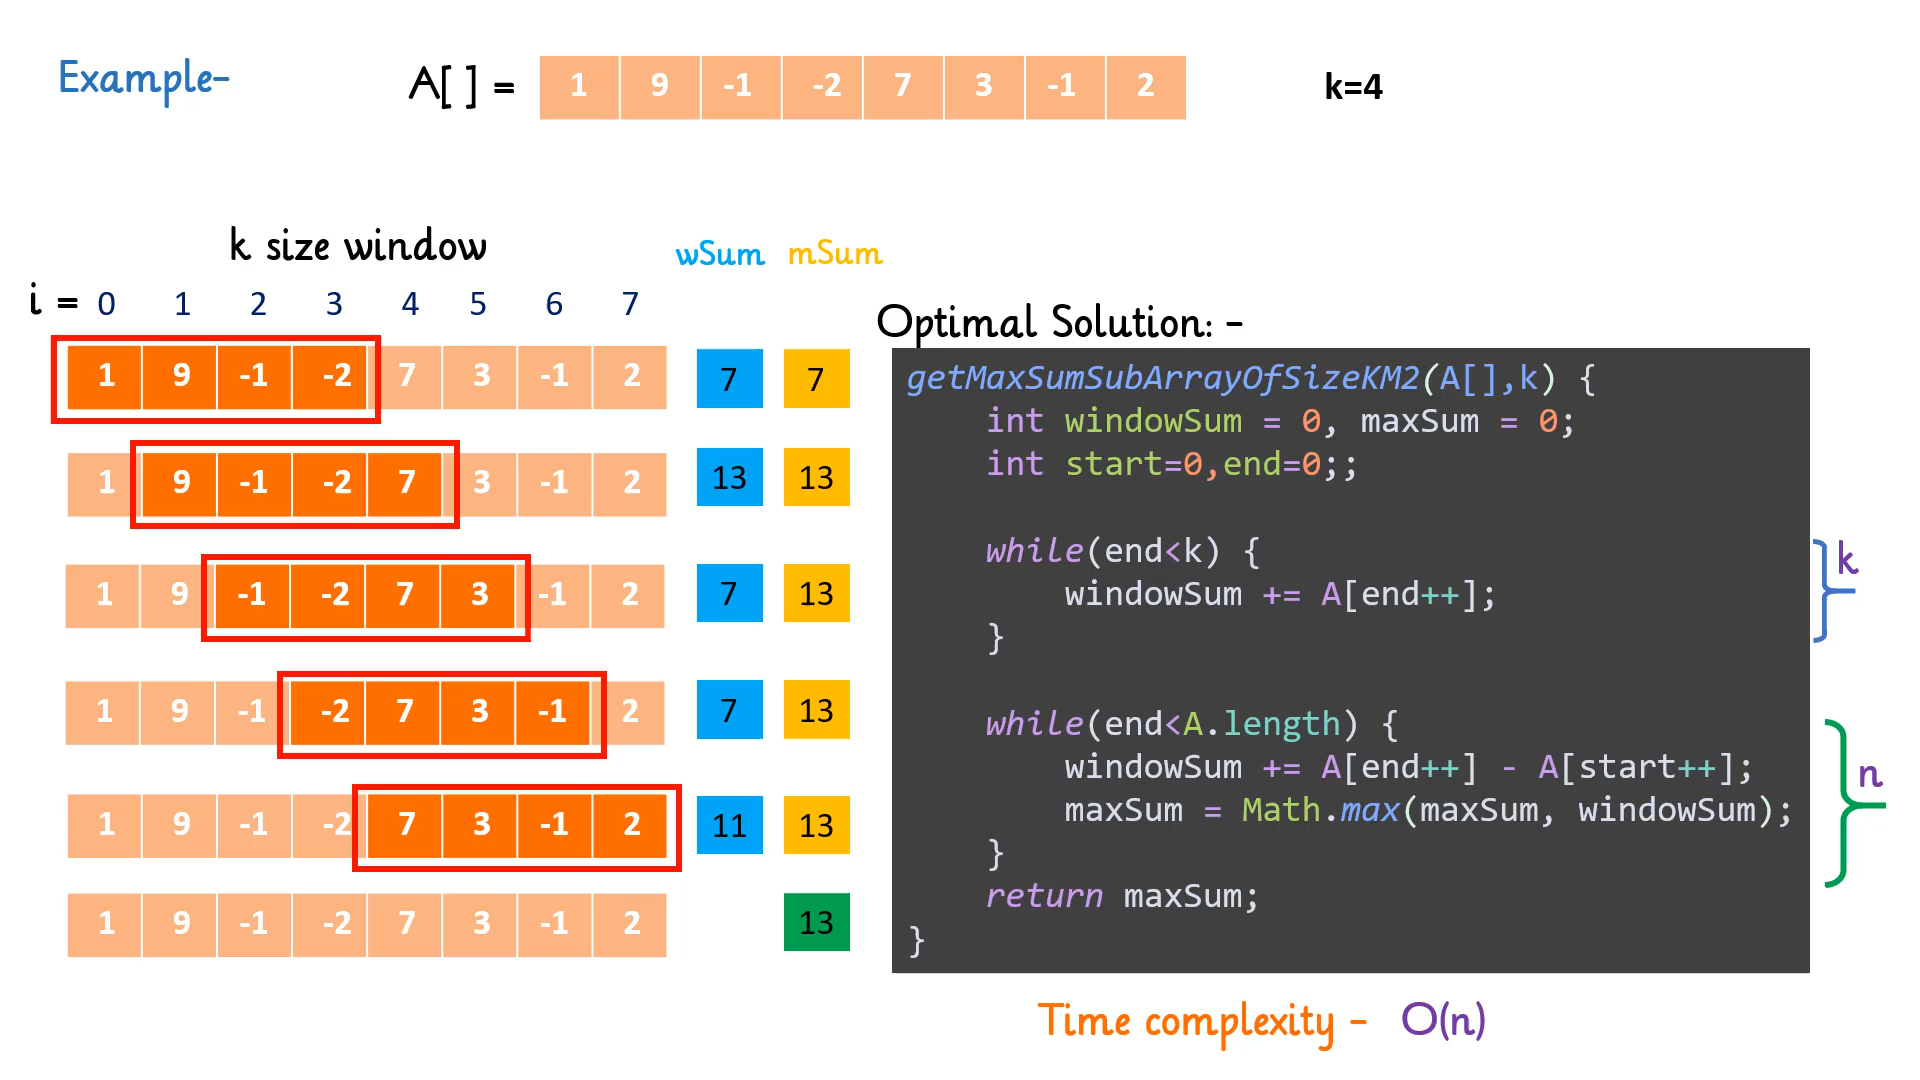 Example-
A[ ] = 1 9 -1 -2 7 3 -1 2
k=4
k size window
wSum mSum
i = 0 1 2 3 4 5 6 7
1 9 -1 -2 7 3 -1 2 7 7
1 9 -1 -2 7 3 -1 2 13 13
1 9 -1 -2 7 3 -1 2 7 13
1 9 -1 -2 7 3 -1 2 7 13
1 9 -1 -2 7 3 -1 2 11 13
1 9 -1 -2 7 3 -1 2 13
Optimal Solution: -
getMaxSumSubArrayOfSizeKM2(A[],k) {
int windowSum = 0, maxSum = 0;
int start=0,end=0;;
while(end<k) {
windowSum += A[end++];
}
k
while(end<A.length) {
windowSum += A[end++] - A[start++];
maxSum = Math.max(maxSum, windowSum);
}
n
return maxSum;
}
Time complexity - O(n)